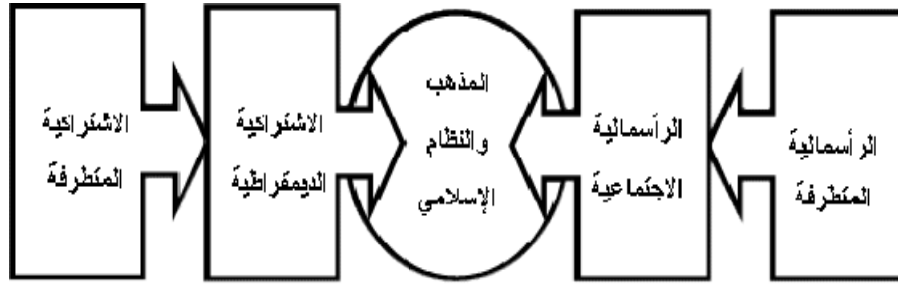 الرأسمالية
المتطرفة
الرأسمالية
الاجتماعية
المذهب
والنظام
الإسلامي
الاشتراكية
الديمقراطية
الاشتراكية
المتطرفة